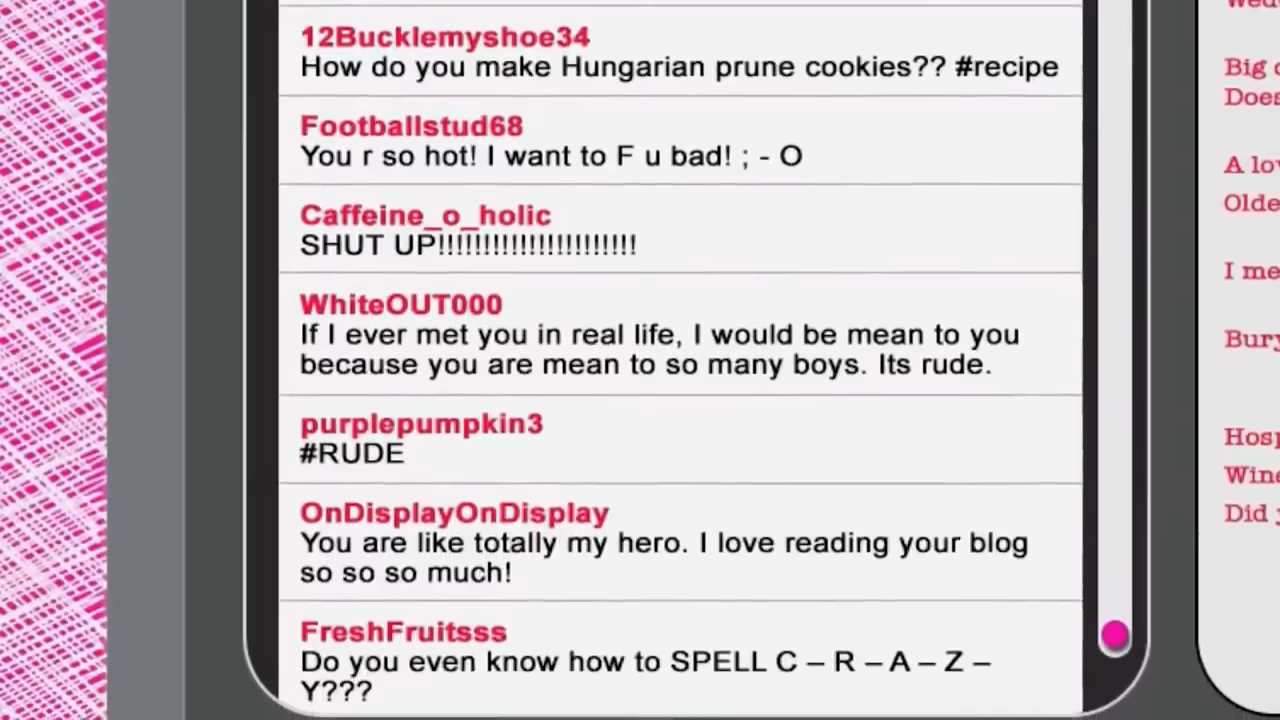 12Bucklemyshoe34
How do you make Hungarian prune cookies?? #recipe
Footballstud68
You r so hot! I want to F u bad! ; - O
Caffeine_o_holic
SHUT UP!!!!!!!!!!!!!!!!!!!!!!
WhiteOUT000
If I ever met you in real life, I would be mean to you
because you are mean to so many boys. Its rude.
purplepumpkin3
#RUDE
OnDisplayOnDisplay
You are like totally my hero. I love reading your blog
so so so much!
FreshFruitsss
Do you even know how to SPELL C – R – A – Z –
Y???
Big
A
I me
Did